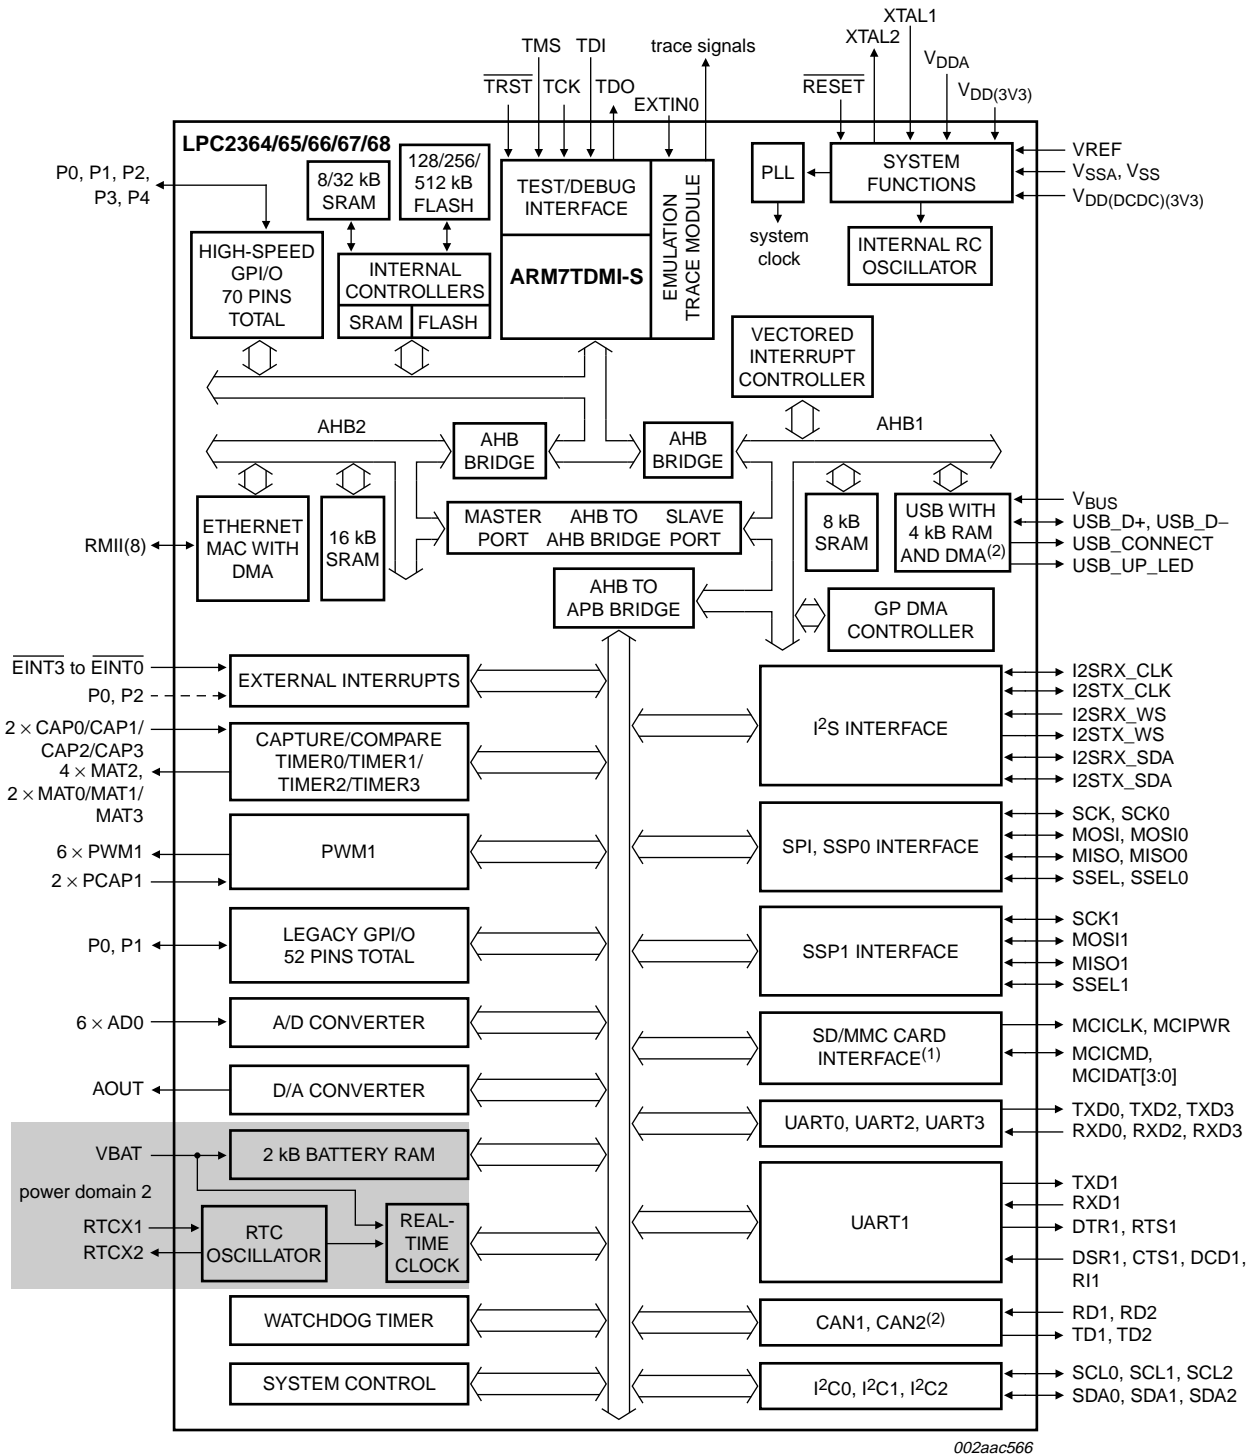 XTAL1
XTAL2
TMS TDI
trace signals
VDDA
TRST TCK TDO
RESET
VDD(3V3)
EXTIN0
LPC2364/65/66/67/68
P0, P1, P2,
P3, P4
8/32 kB
SRAM
128/256/
512 kB
FLASH
TEST/DEBUG
INTERFACE
EMULATION
TRACE MODULE
PLL
SYSTEM
FUNCTIONS
VREF
VSSA, VSS
VDD(DCDC)(3V3)
system
clock
INTERNAL RC
OSCILLATOR
HIGH-SPEED
GPI/O
70 PINS
TOTAL
INTERNAL
CONTROLLERS
SRAM FLASH
ARM7TDMI-S
VECTORED
INTERRUPT
CONTROLLER
AHB2
AHB
BRIDGE
AHB
BRIDGE
AHB1
ETHERNET
MAC WITH
DMA
RMII(8)
16 kB
SRAM
MASTER
PORT
AHB TO
AHB BRIDGE
SLAVE
PORT
8 kB
SRAM
USB WITH
4 kB RAM
AND DMA(2)
VBUS
USB_D+, USB_D−
USB_CONNECT
USB_UP_LED
AHB TO
APB BRIDGE
GP DMA
CONTROLLER
EINT3 to EINT0
P0, P2
EXTERNAL INTERRUPTS
I2S INTERFACE
I2SRX_CLK
I2STX_CLK
I2SRX_WS
I2STX_WS
I2SRX_SDA
I2STX_SDA
2 × CAP0/CAP1/
CAP2/CAP3
4 × MAT2,
2 × MAT0/MAT1/
MAT3
CAPTURE/COMPARE
TIMER0/TIMER1/
TIMER2/TIMER3
6 × PWM1
2 × PCAP1
PWM1
SPI, SSP0 INTERFACE
SCK, SCK0
MOSI, MOSI0
MISO, MISO0
SSEL, SSEL0
P0, P1
LEGACY GPI/O
52 PINS TOTAL
SSP1 INTERFACE
SCK1
MOSI1
MISO1
SSEL1
6 × AD0
A/D CONVERTER
SD/MMC CARD
INTERFACE(1)
MCICLK, MCIPWR
MCICMD,
MCIDAT[3:0]
AOUT
D/A CONVERTER
UART0, UART2, UART3
TXD0, TXD2, TXD3
RXD0, RXD2, RXD3
VBAT
2 kB BATTERY RAM
power domain 2
RTCX1
RTCX2
RTC
OSCILLATOR
REAL-
TIME
CLOCK
UART1
TXD1
RXD1
DTR1, RTS1
DSR1, CTS1, DCD1,
RI1
WATCHDOG TIMER
CAN1, CAN2(2)
RD1, RD2
TD1, TD2
SYSTEM CONTROL
I2C0, I2C1, I2C2
SCL0, SCL1, SCL2
SDA0, SDA1, SDA2
002aac566